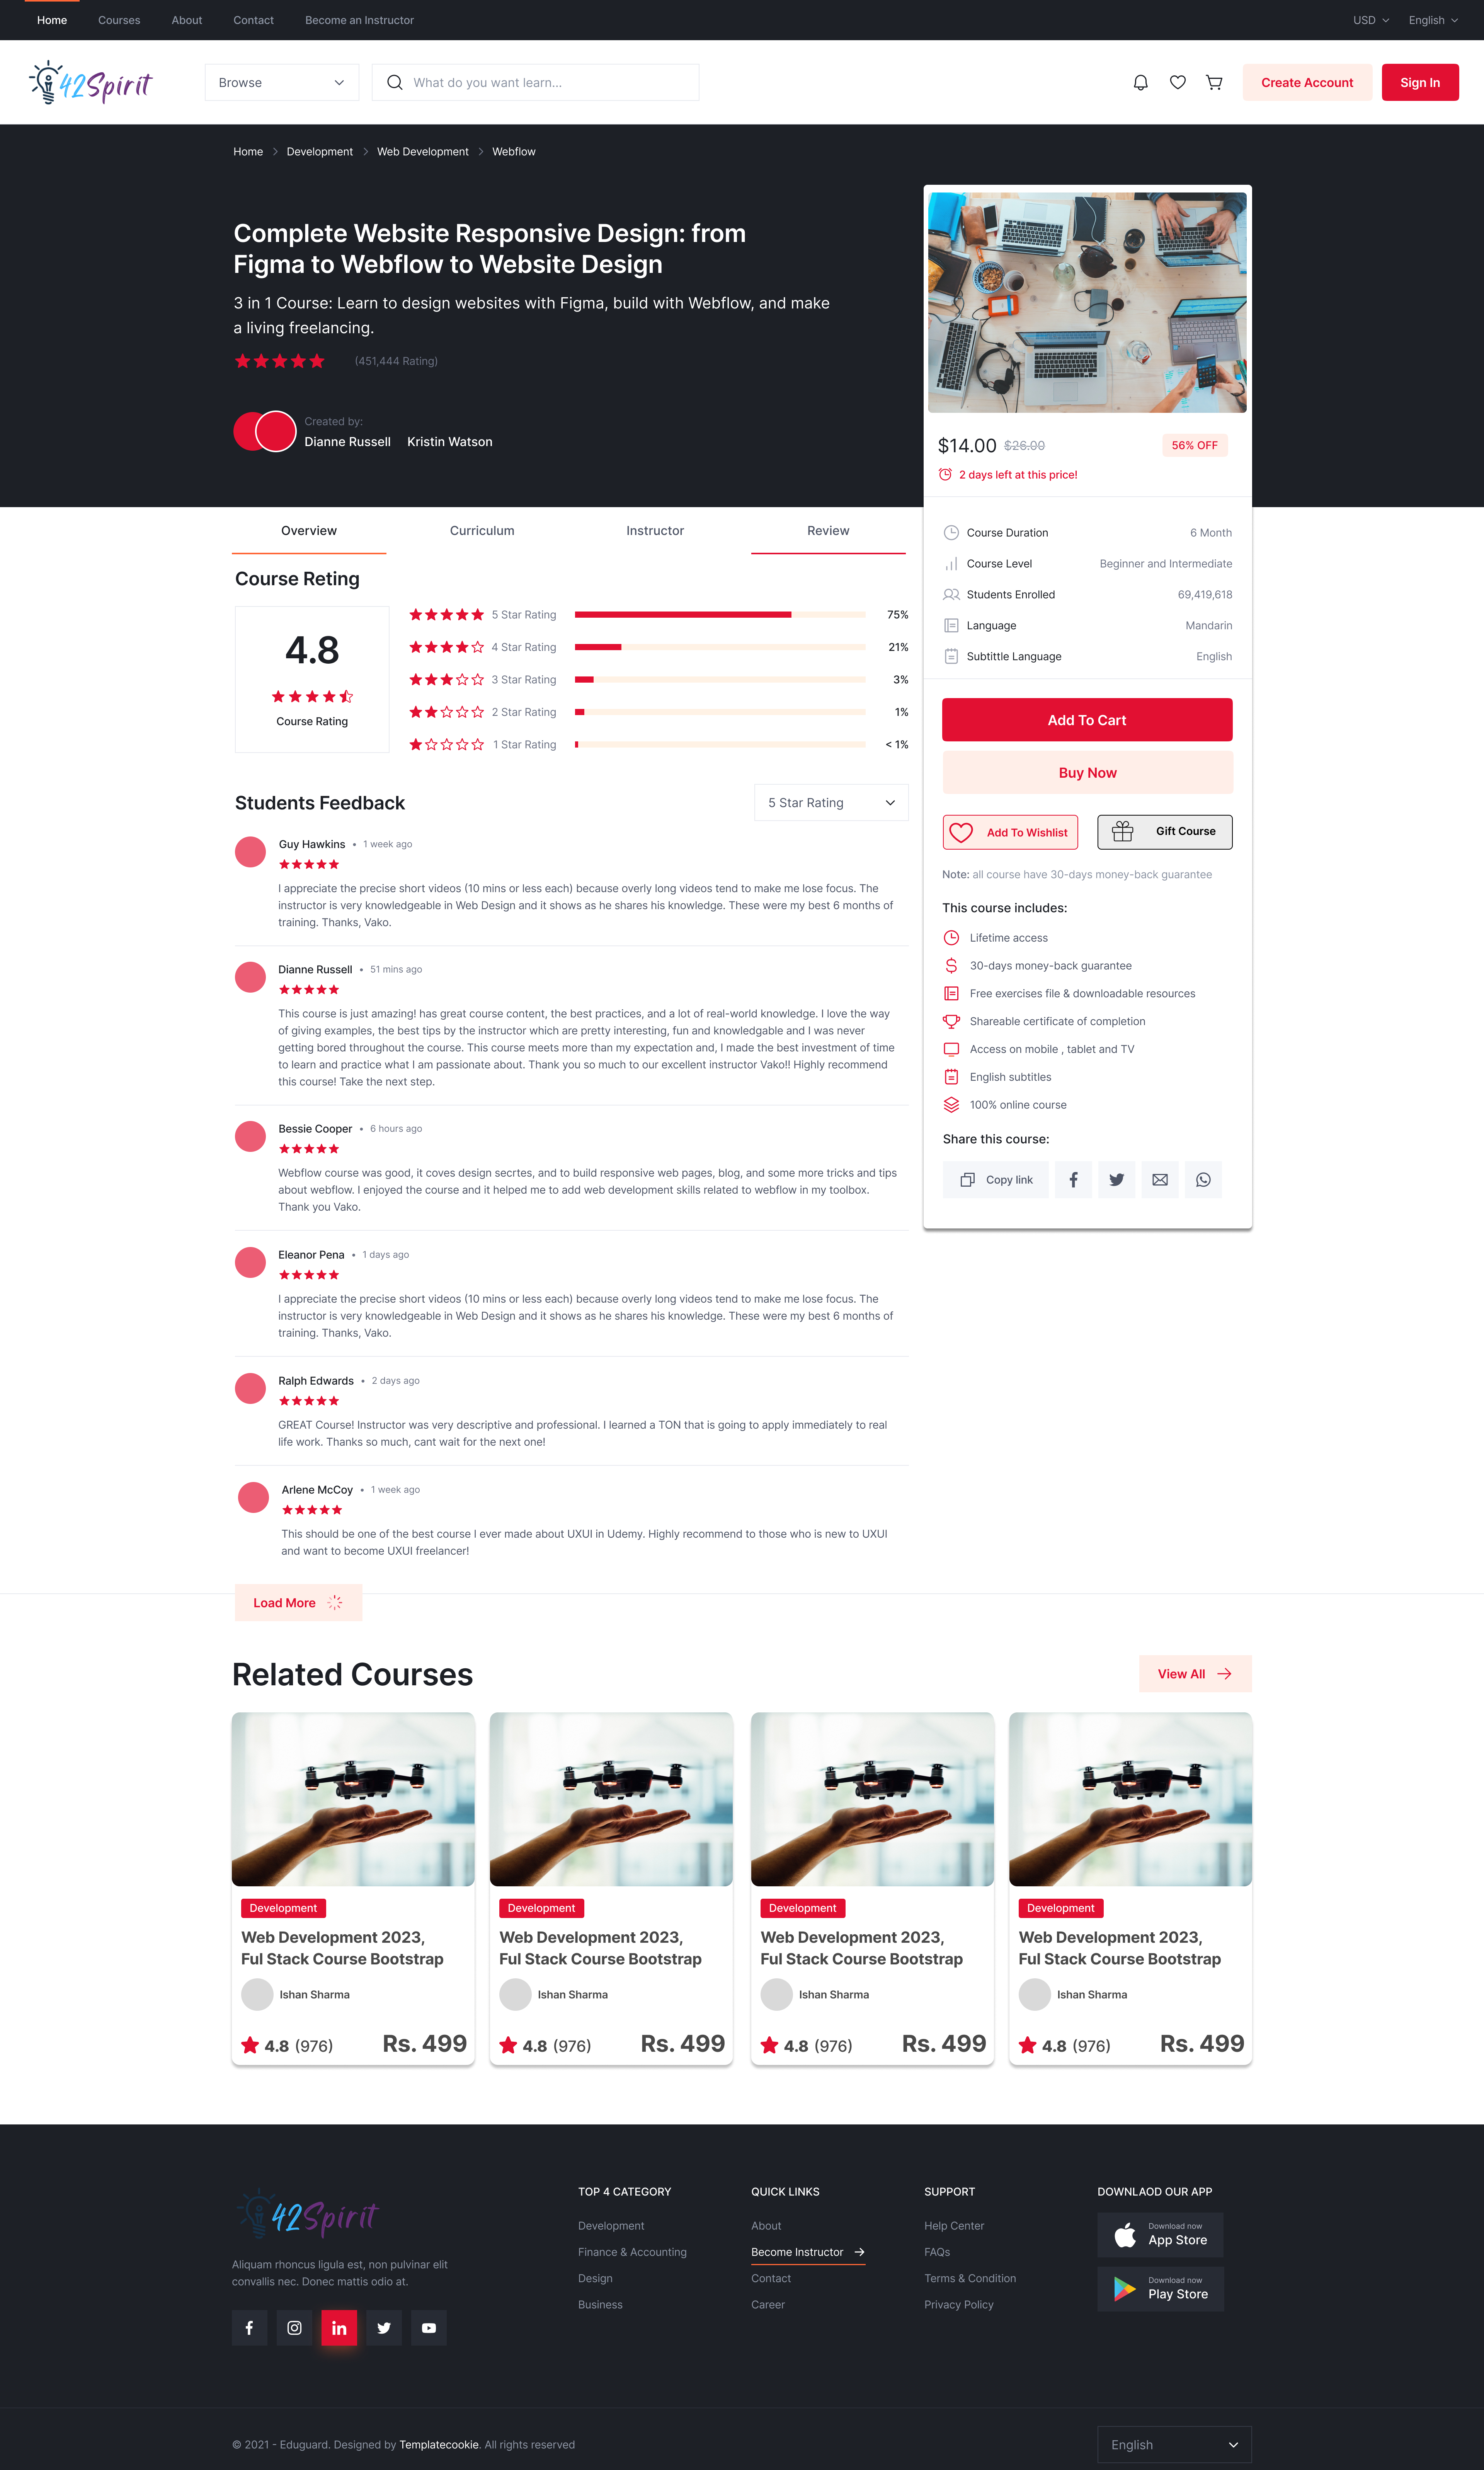 Home Courses About Contact Become an Instructor USD English
42Spirit Browse What do you want learn... Create Account Sign In
Home Development Web Development Webflow
Complete Website Responsive Design: from
Figma to Webflow to Website Design
3 in 1 Course: Learn to design websites with Figma, build with Webflow, and make
a living freelancing.
(451,444 Rating)
Created by:
Dianne Russell Kristin Watson
$14.00 $26.00 56% OFF
2 days left at this price!
Course Duration 6 Month
Course Level Beginner and Intermediate
Students Enrolled 69,419,618
Language Mandarin
Subtittle Language English
Add To Cart
Buy Now
Add To Wishlist Gift Course
Note: all course have 30-days money-back guarantee
This course includes:
Lifetime access
30-days money-back guarantee
Free exercises file & downloadable resources
Shareable certificate of completion
Access on mobile , tablet and TV
English subtitles
100% online course
Share this course:
Copy link
Overview Curriculum Instructor Review
Course Reting
4.8
Course Rating
5 Star Rating 75%
4 Star Rating 21%
3 Star Rating 3%
2 Star Rating 1%
1 Star Rating < 1%
Students Feedback 5 Star Rating
Guy Hawkins • 1 week ago
I appreciate the precise short videos (10 mins or less each) because overly long videos tend to make me lose focus. The
instructor is very knowledgeable in Web Design and it shows as he shares his knowledge. These were my best 6 months of
training. Thanks, Vako.
Dianne Russell • 51 mins ago
This course is just amazing! has great course content, the best practices, and a lot of real-world knowledge. I love the way
of giving examples, the best tips by the instructor which are pretty interesting, fun and knowledgable and I was never
getting bored throughout the course. This course meets more than my expectation and, I made the best investment of time
to learn and practice what I am passionate about. Thank you so much to our excellent instructor Vako!! Highly recommend
this course! Take the next step.
Bessie Cooper • 6 hours ago
Webflow course was good, it coves design secrtes, and to build responsive web pages, blog, and some more tricks and tips
about webflow. I enjoyed the course and it helped me to add web development skills related to webflow in my toolbox.
Thank you Vako.
Eleanor Pena • 1 days ago
I appreciate the precise short videos (10 mins or less each) because overly long videos tend to make me lose focus. The
instructor is very knowledgeable in Web Design and it shows as he shares his knowledge. These were my best 6 months of
training. Thanks, Vako.
Ralph Edwards • 2 days ago
GREAT Course! Instructor was very descriptive and professional. I learned a TON that is going to apply immediately to real
life work. Thanks so much, cant wait for the next one!
Arlene McCoy • 1 week ago
This should be one of the best course I ever made about UXUI in Udemy. Highly recommend to those who is new to UXUI
and want to become UXUI freelancer!
Load More
Related Courses View All
Development
Web Development 2023,
Ful Stack Course Bootstrap
Ishan Sharma
4.8 (976) Rs. 499
Development
Web Development 2023,
Ful Stack Course Bootstrap
Ishan Sharma
4.8 (976) Rs. 499
Development
Web Development 2023,
Ful Stack Course Bootstrap
Ishan Sharma
4.8 (976) Rs. 499
Development
Web Development 2023,
Ful Stack Course Bootstrap
Ishan Sharma
4.8 (976) Rs. 499
42Spirit
Aliquam rhoncus ligula est, non pulvinar elit
convallis nec. Donec mattis odio at.
TOP 4 CATEGORY
Development
Finance & Accounting
Design
Business
QUICK LINKS
About
Become Instructor
Contact
Career
SUPPORT
Help Center
FAQs
Terms & Condition
Privacy Policy
DOWNLAOD OUR APP
Download now
App Store
Download now
Play Store
© 2021 - Eduguard. Designed by Templatecookie. All rights reserved English